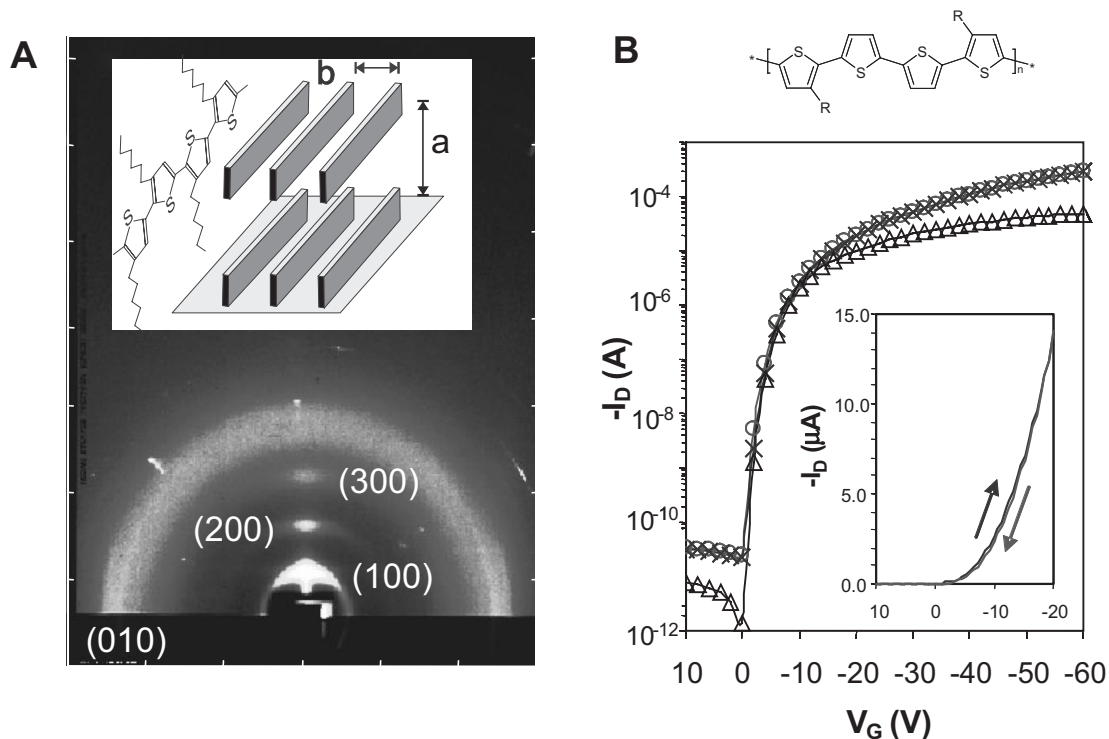 A
b
a
S
S
S
S
(300)
(200)
(100)
(010)
B
R
S
S
S
S
R
* [ ]n *
-I_D (A)
10^-4
10^-6
10^-8
10^-10
10^-12
10 0 -10 -20 -30 -40 -50 -60
V_G (V)
-I_D (µA)
15.0
10.0
5.0
0.0
10 0 -10 -20